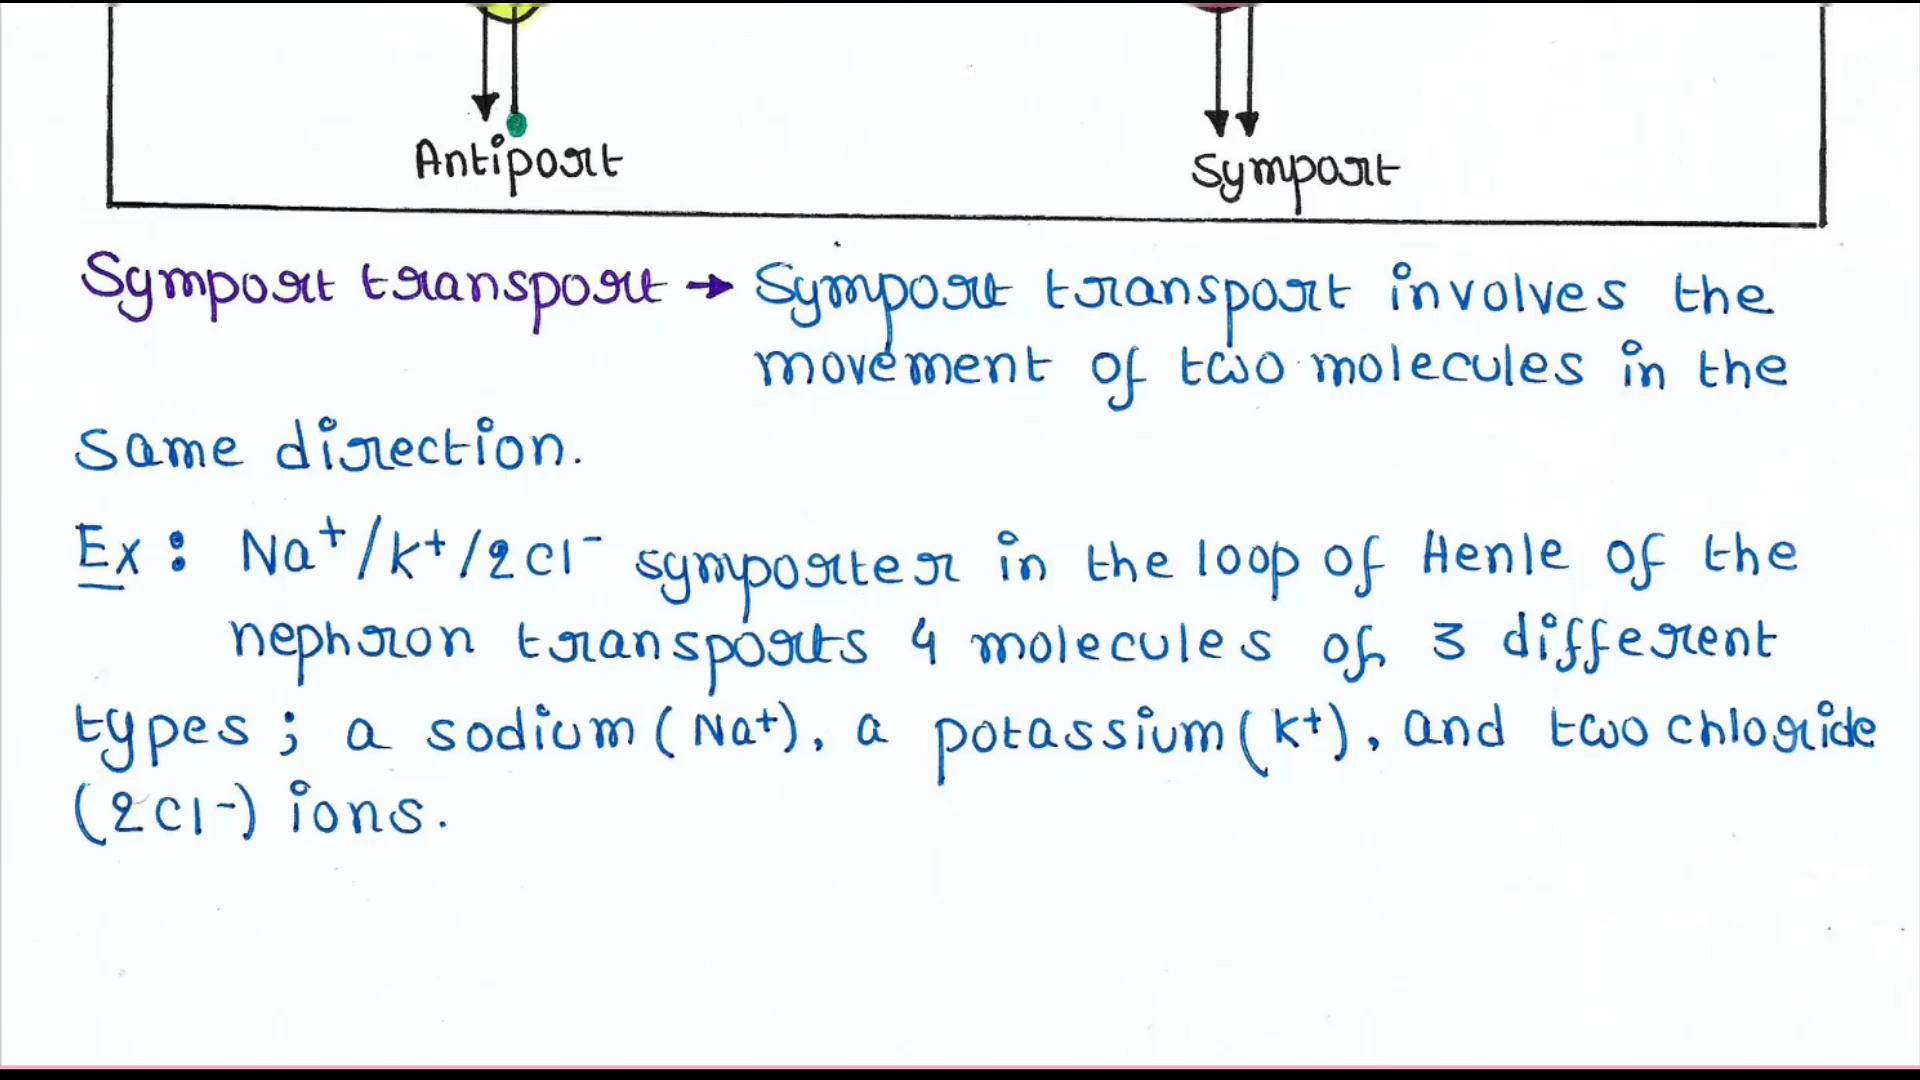 Antiport
Symport
Symport transport → Symport transport involves the
movement of two molecules in the
same direction.
Ex : Na⁺/K⁺/2Cl⁻ symporter in the loop of Henle of the
nephron transports 4 molecules of 3 different
types ; a sodium (Na⁺), a potassium (K⁺), and two chloride
(2Cl⁻) ions.